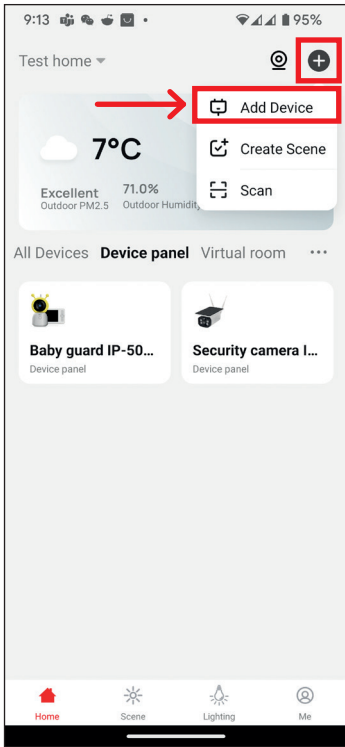 9:13 95%
Test home
Add Device
7°C
Create Scene
Excellent 71.0%
Outdoor PM2.5 Outdoor Humidity
Scan
All Devices Device panel Virtual room ...
Baby guard IP-50... Security camera I...
Device panel Device panel
Home Scene Lighting Me